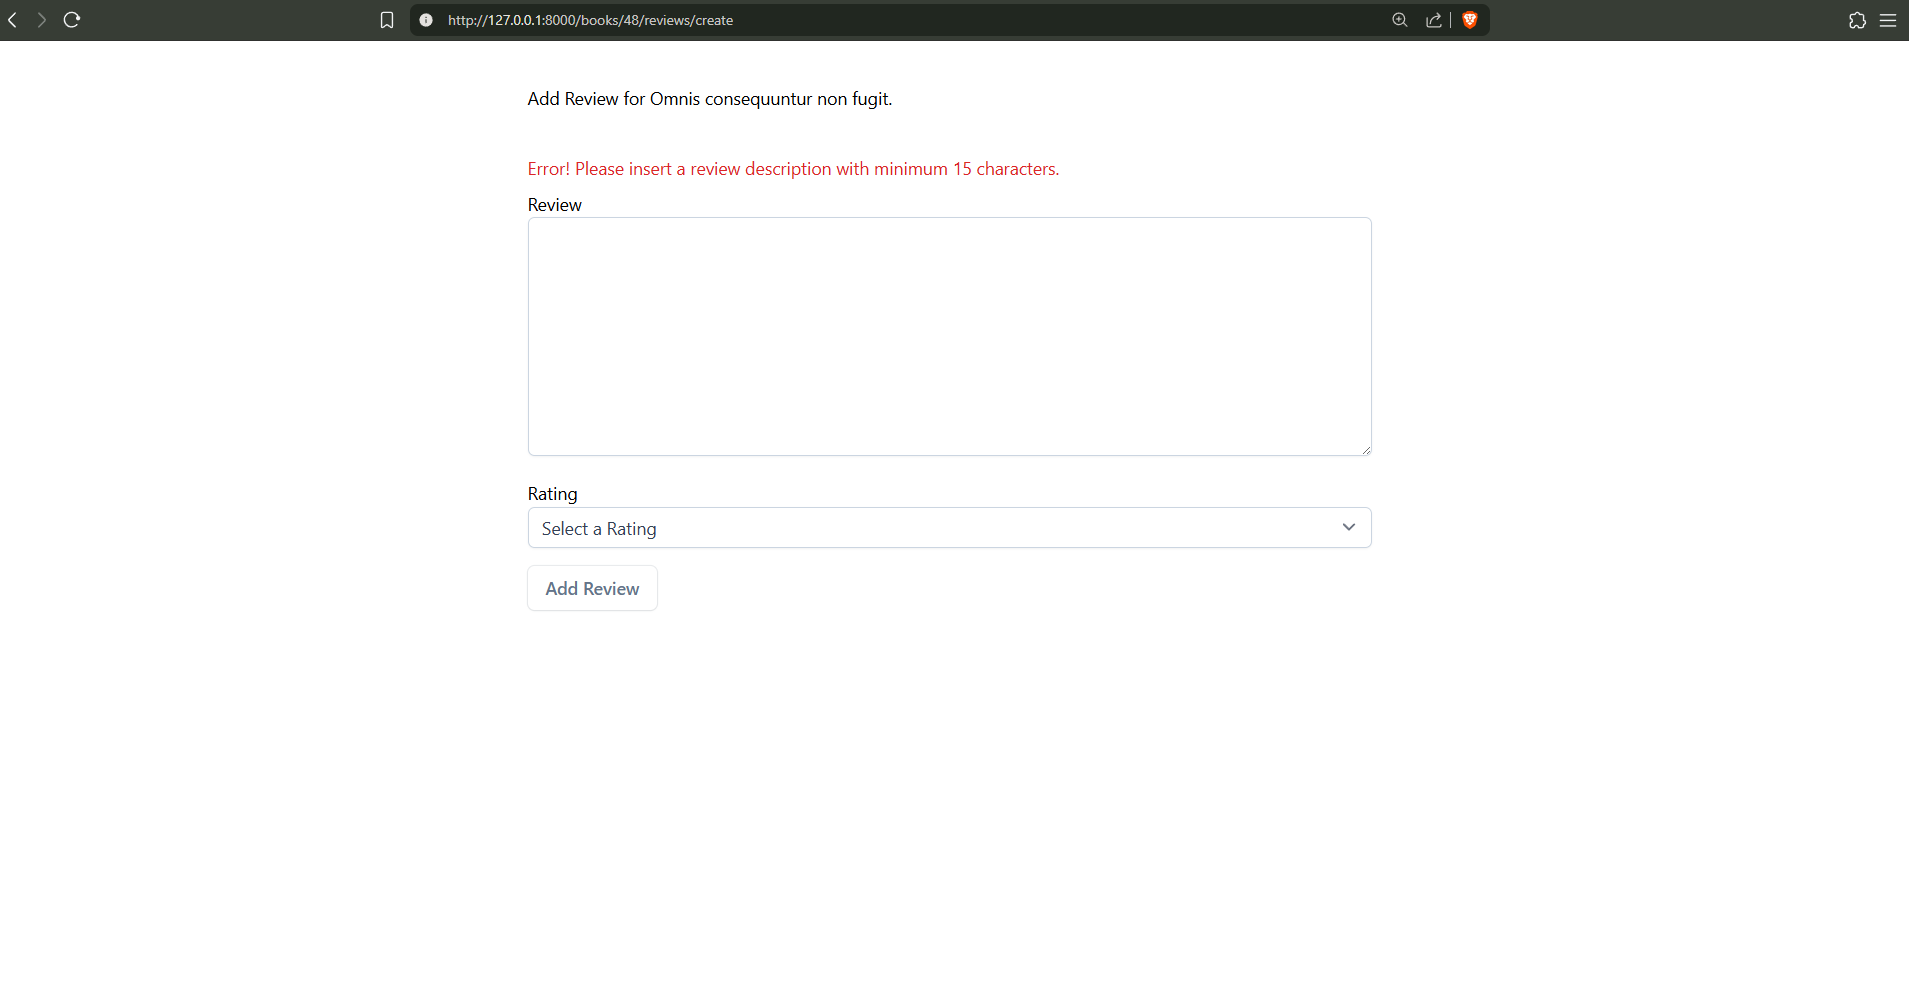 http://127.0.0.1:8000/books/48/reviews/create
Add Review for Omnis consequuntur non fugit.
Error! Please insert a review description with minimum 15 characters.
Review
Rating
Select a Rating
Add Review